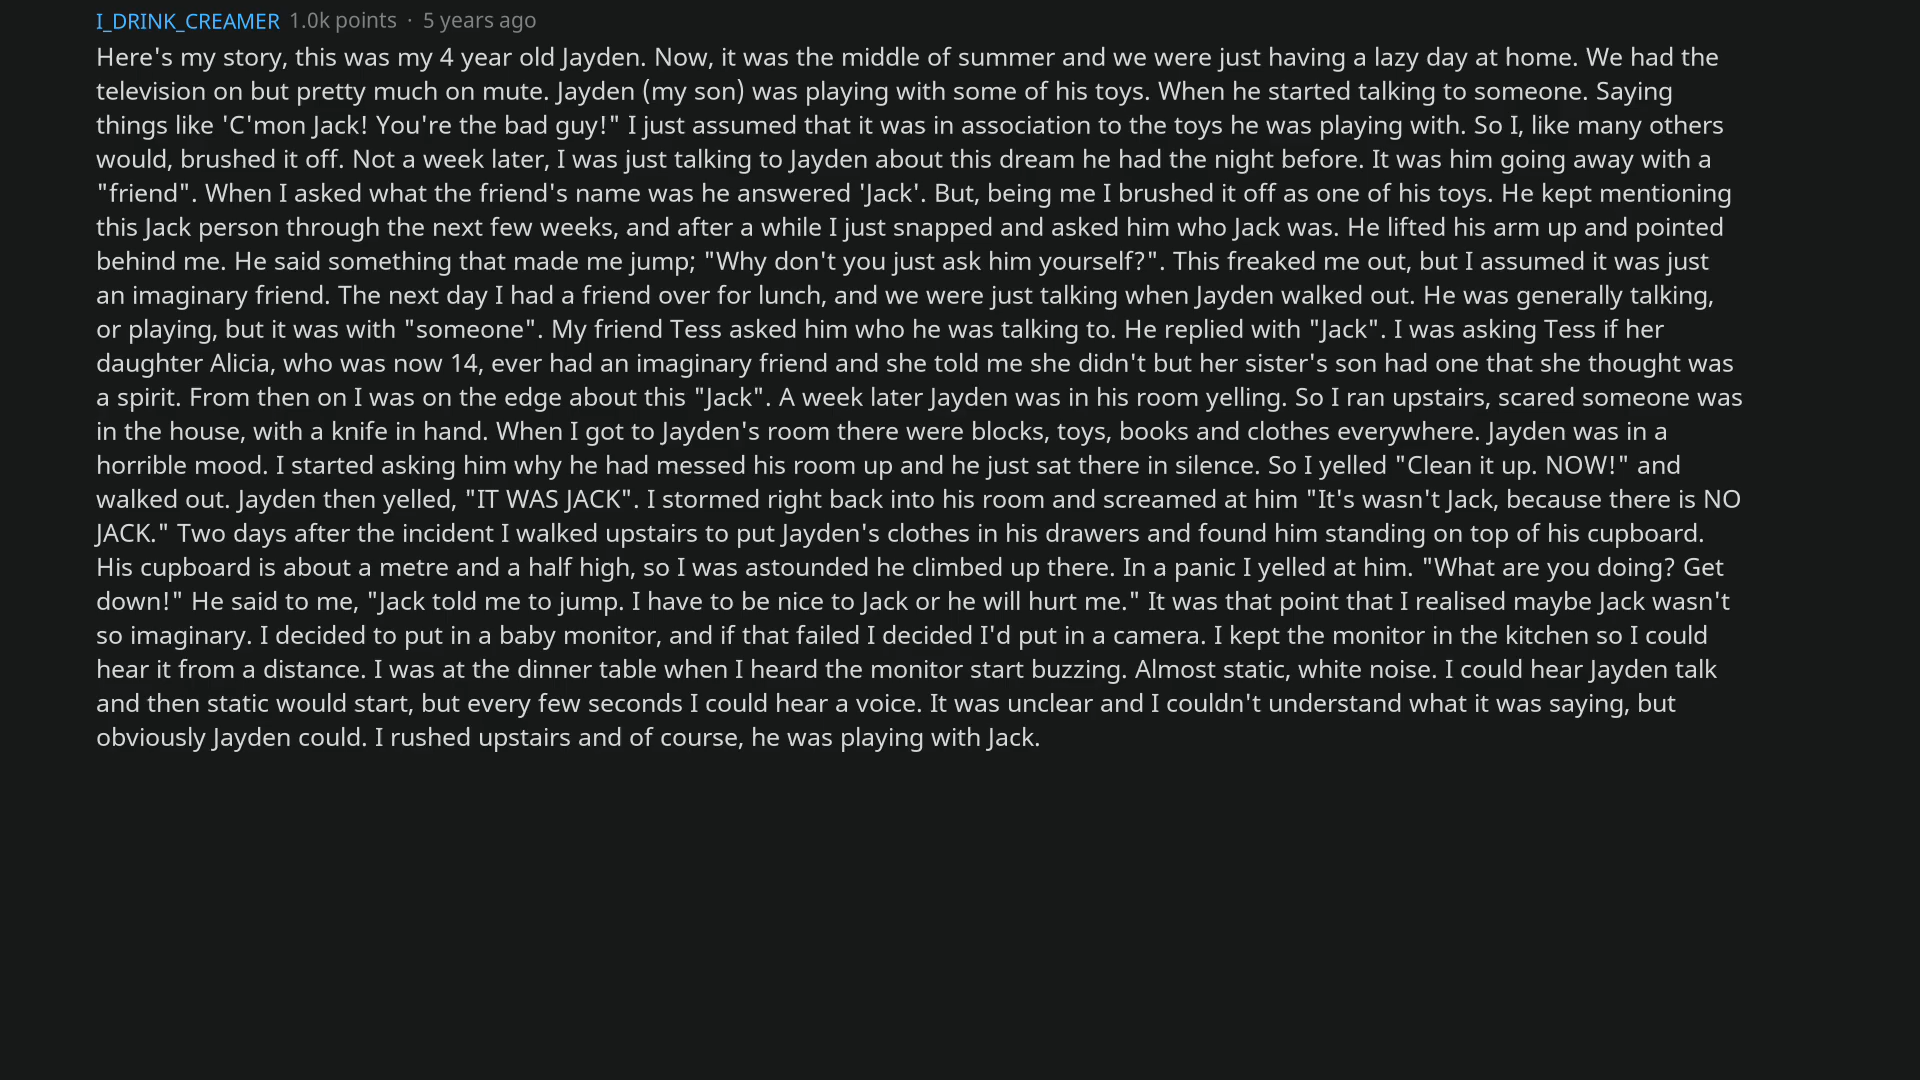 I_DRINK_CREAMER 1.0k points · 5 years ago
Here's my story, this was my 4 year old Jayden. Now, it was the middle of summer and we were just having a lazy day at home. We had the
television on but pretty much on mute. Jayden (my son) was playing with some of his toys. When he started talking to someone. Saying
things like 'C'mon Jack! You're the bad guy!" I just assumed that it was in association to the toys he was playing with. So I, like many others
would, brushed it off. Not a week later, I was just talking to Jayden about this dream he had the night before. It was him going away with a
"friend". When I asked what the friend's name was he answered 'Jack'. But, being me I brushed it off as one of his toys. He kept mentioning
this Jack person through the next few weeks, and after a while I just snapped and asked him who Jack was. He lifted his arm up and pointed
behind me. He said something that made me jump; "Why don't you just ask him yourself?". This freaked me out, but I assumed it was just
an imaginary friend. The next day I had a friend over for lunch, and we were just talking when Jayden walked out. He was generally talking,
or playing, but it was with "someone". My friend Tess asked him who he was talking to. He replied with "Jack". I was asking Tess if her
daughter Alicia, who was now 14, ever had an imaginary friend and she told me she didn't but her sister's son had one that she thought was
a spirit. From then on I was on the edge about this "Jack". A week later Jayden was in his room yelling. So I ran upstairs, scared someone was
in the house, with a knife in hand. When I got to Jayden's room there were blocks, toys, books and clothes everywhere. Jayden was in a
horrible mood. I started asking him why he had messed his room up and he just sat there in silence. So I yelled "Clean it up. NOW!" and
walked out. Jayden then yelled, "IT WAS JACK". I stormed right back into his room and screamed at him "It's wasn't Jack, because there is NO
JACK." Two days after the incident I walked upstairs to put Jayden's clothes in his drawers and found him standing on top of his cupboard.
His cupboard is about a metre and a half high, so I was astounded he climbed up there. In a panic I yelled at him. "What are you doing? Get
down!" He said to me, "Jack told me to jump. I have to be nice to Jack or he will hurt me." It was that point that I realised maybe Jack wasn't
so imaginary. I decided to put in a baby monitor, and if that failed I decided I'd put in a camera. I kept the monitor in the kitchen so I could
hear it from a distance. I was at the dinner table when I heard the monitor start buzzing. Almost static, white noise. I could hear Jayden talk
and then static would start, but every few seconds I could hear a voice. It was unclear and I couldn't understand what it was saying, but
obviously Jayden could. I rushed upstairs and of course, he was playing with Jack.